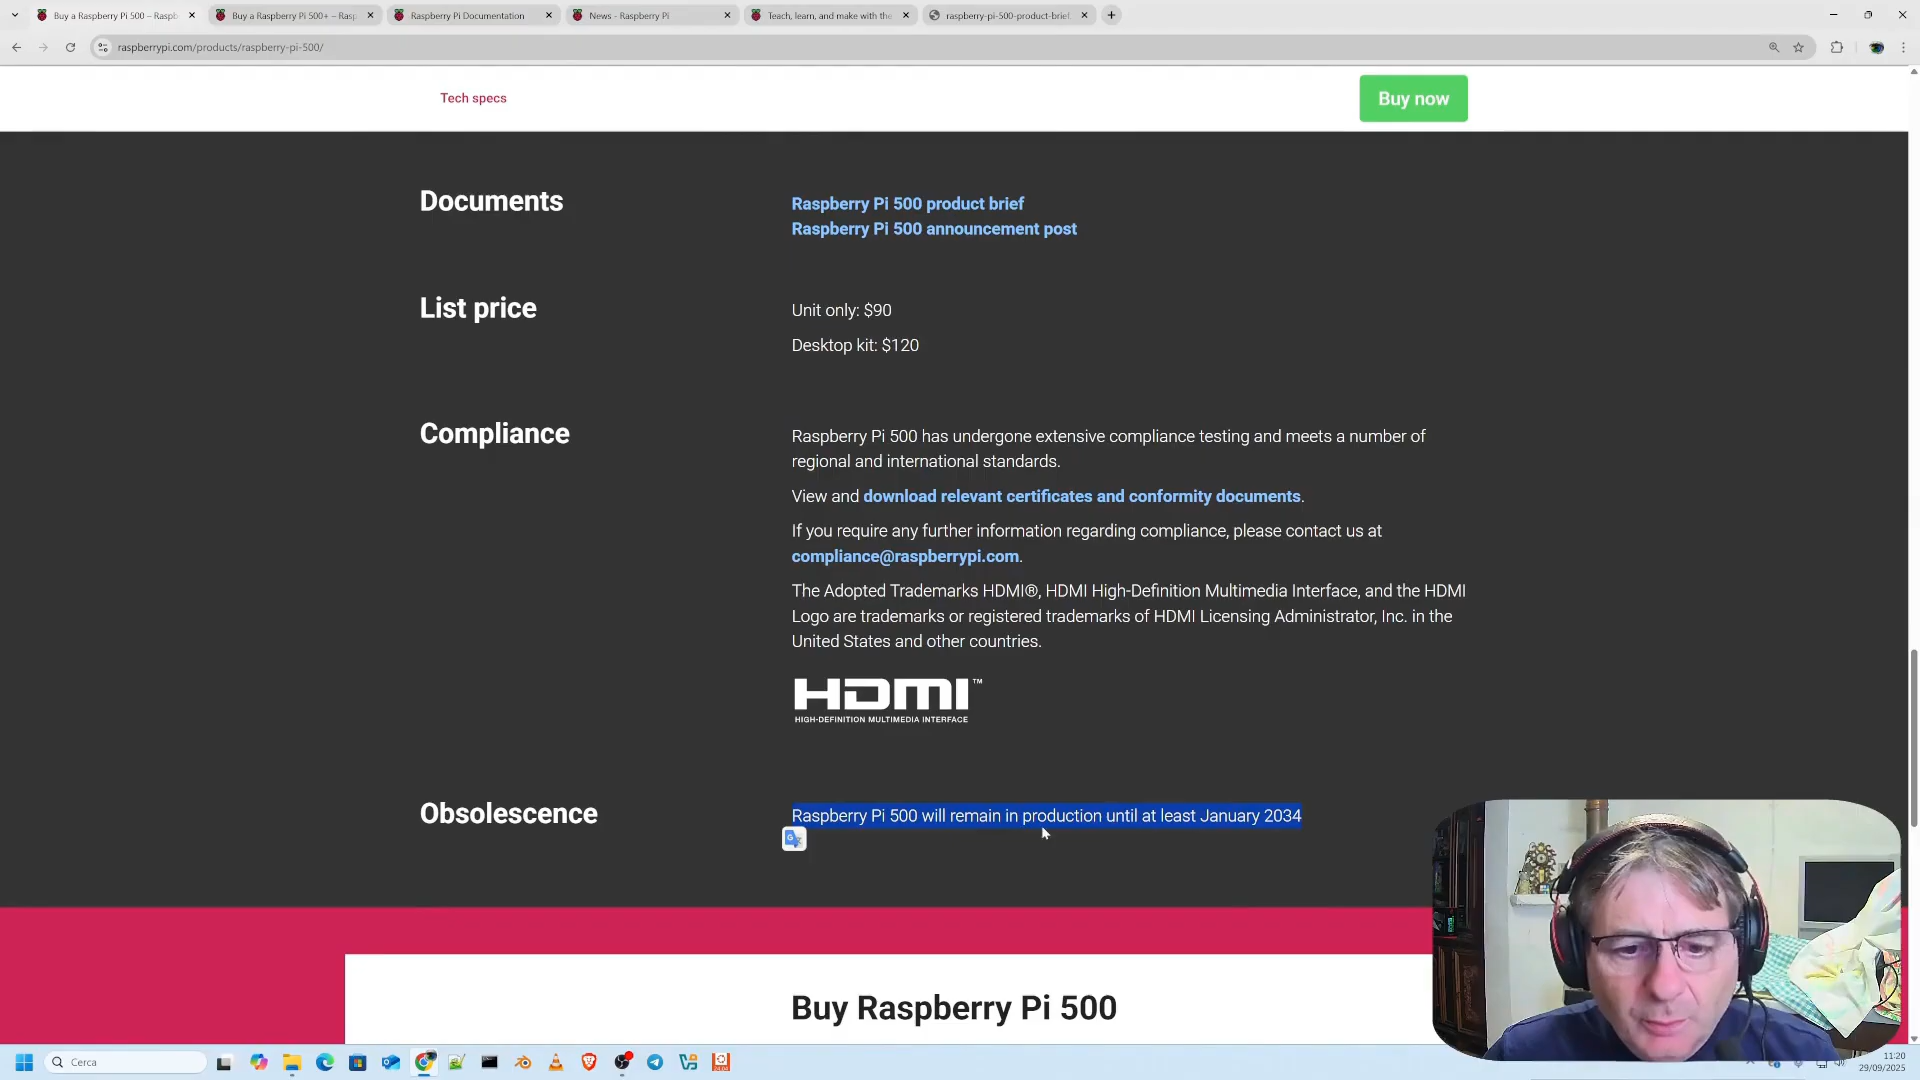 Buy a Raspberry Pi 500 – Raspb
Buy a Raspberry Pi 500+ – Rasp
Raspberry Pi Documentation
News - Raspberry Pi
Teach, learn, and make with the
raspberry-pi-500-product-brief.
raspberrypi.com/products/raspberry-pi-500/
Tech specs
Buy now
Documents
Raspberry Pi 500 product brief
Raspberry Pi 500 announcement post
List price
Unit only: $90
Desktop kit: $120
Compliance
Raspberry Pi 500 has undergone extensive compliance testing and meets a number of
regional and international standards.
View and download relevant certificates and conformity documents.
If you require any further information regarding compliance, please contact us at
compliance@raspberrypi.com.
The Adopted Trademarks HDMI®, HDMI High-Definition Multimedia Interface, and the HDMI
Logo are trademarks or registered trademarks of HDMI Licensing Administrator, Inc. in the
United States and other countries.
HDMI™
HIGH-DEFINITION MULTIMEDIA INTERFACE
Obsolescence
Raspberry Pi 500 will remain in production until at least January 2034
Buy Raspberry Pi 500
Cerca
24.04
11:20
29/09/2025